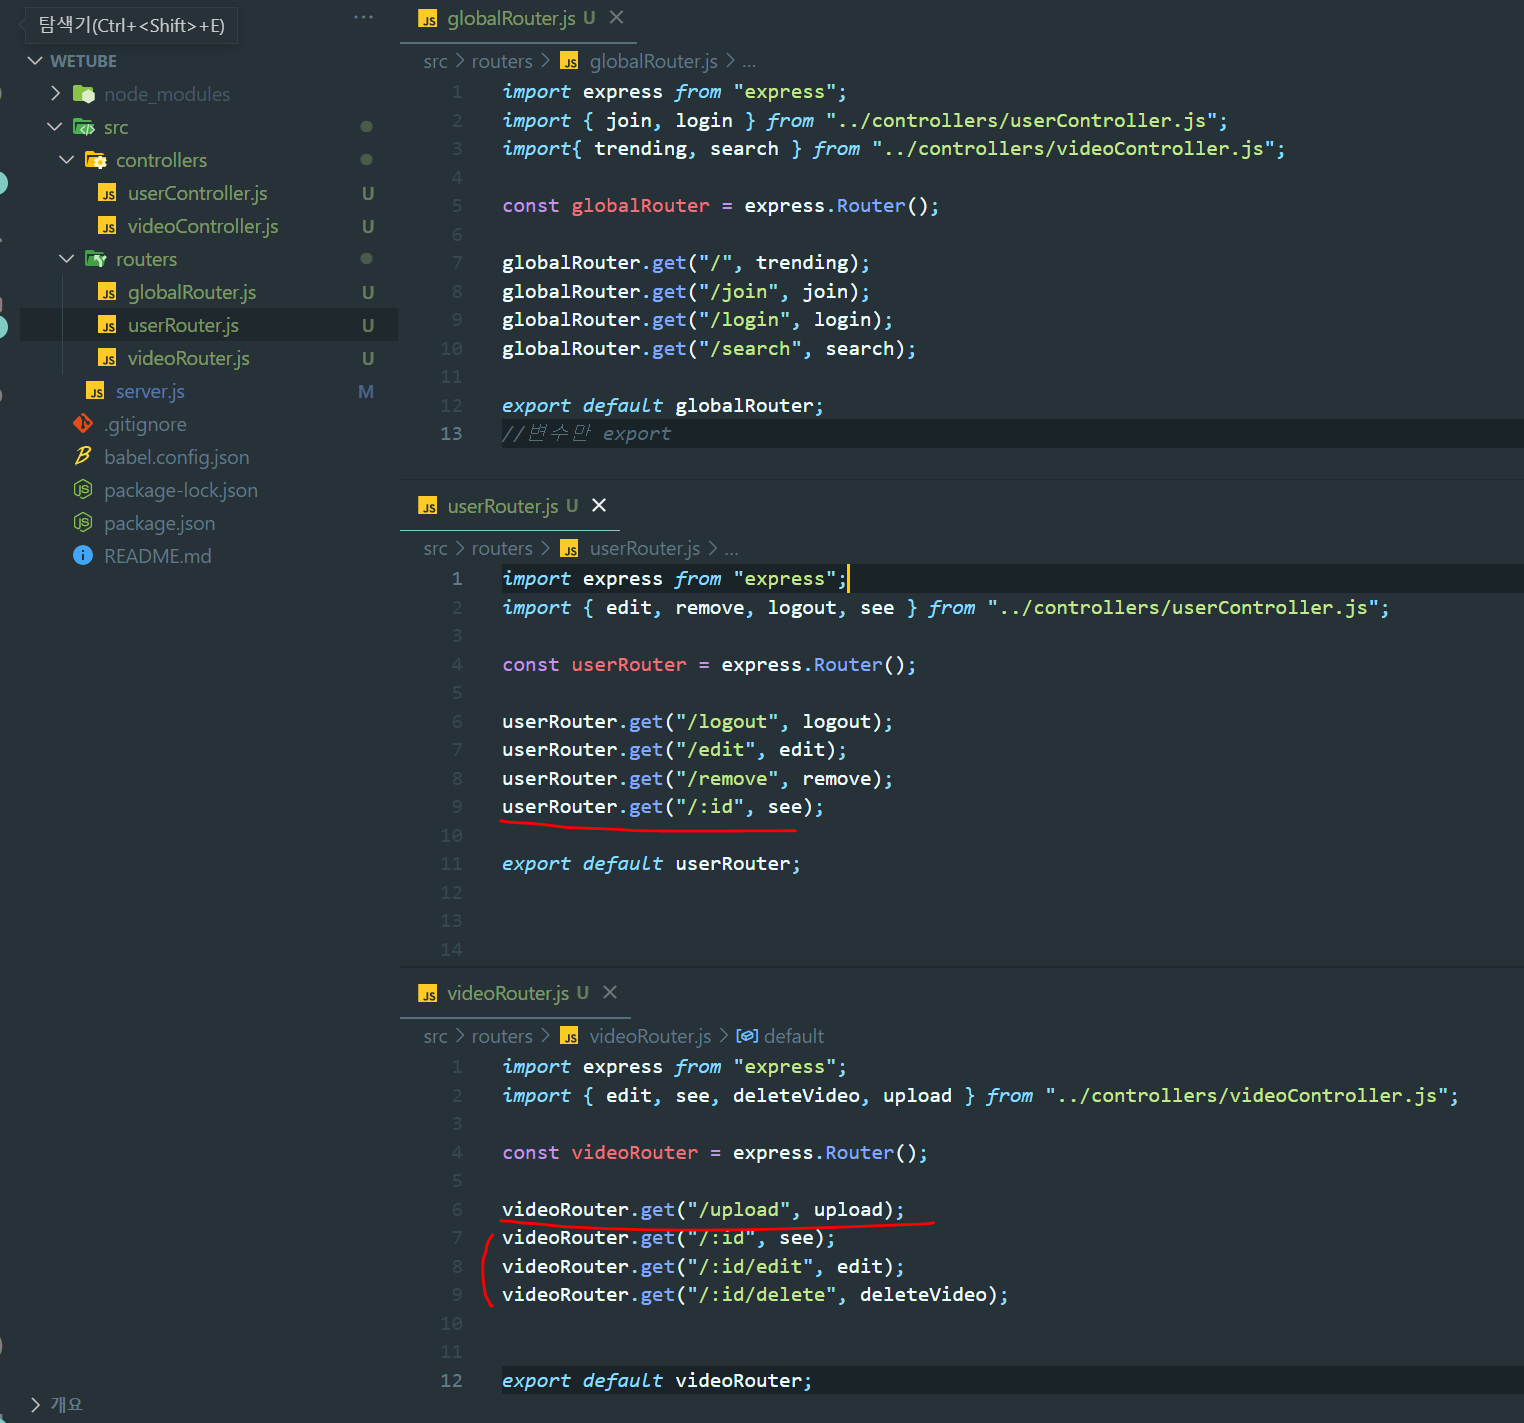 탐색기(Ctrl+<Shift>+E)
···
WETUBE
node_modules
src
controllers
JS userController.js U
JS videoController.js U
routers
JS globalRouter.js U
JS userRouter.js U
JS videoRouter.js U
JS server.js M
.gitignore
babel.config.json
package-lock.json
package.json
README.md
개요
JS globalRouter.js U
src > routers > JS globalRouter.js > ...
1 import express from "express";
2 import { join, login } from "../controllers/userController.js";
3 import{ trending, search } from "../controllers/videoController.js";
4
5 const globalRouter = express.Router();
6
7 globalRouter.get("/", trending);
8 globalRouter.get("/join", join);
9 globalRouter.get("/login", login);
10 globalRouter.get("/search", search);
11
12 export default globalRouter;
13 //변수만 export
JS userRouter.js U
src > routers > JS userRouter.js > ...
1 import express from "express";
2 import { edit, remove, logout, see } from "../controllers/userController.js";
3
4 const userRouter = express.Router();
5
6 userRouter.get("/logout", logout);
7 userRouter.get("/edit", edit);
8 userRouter.get("/remove", remove);
9 userRouter.get("/:id", see);
10
11 export default userRouter;
12
13
14
JS videoRouter.js U
src > routers > JS videoRouter.js > default
1 import express from "express";
2 import { edit, see, deleteVideo, upload } from "../controllers/videoController.js";
3
4 const videoRouter = express.Router();
5
6 videoRouter.get("/upload", upload);
7 videoRouter.get("/:id", see);
8 videoRouter.get("/:id/edit", edit);
9 videoRouter.get("/:id/delete", deleteVideo);
10
11
12 export default videoRouter;